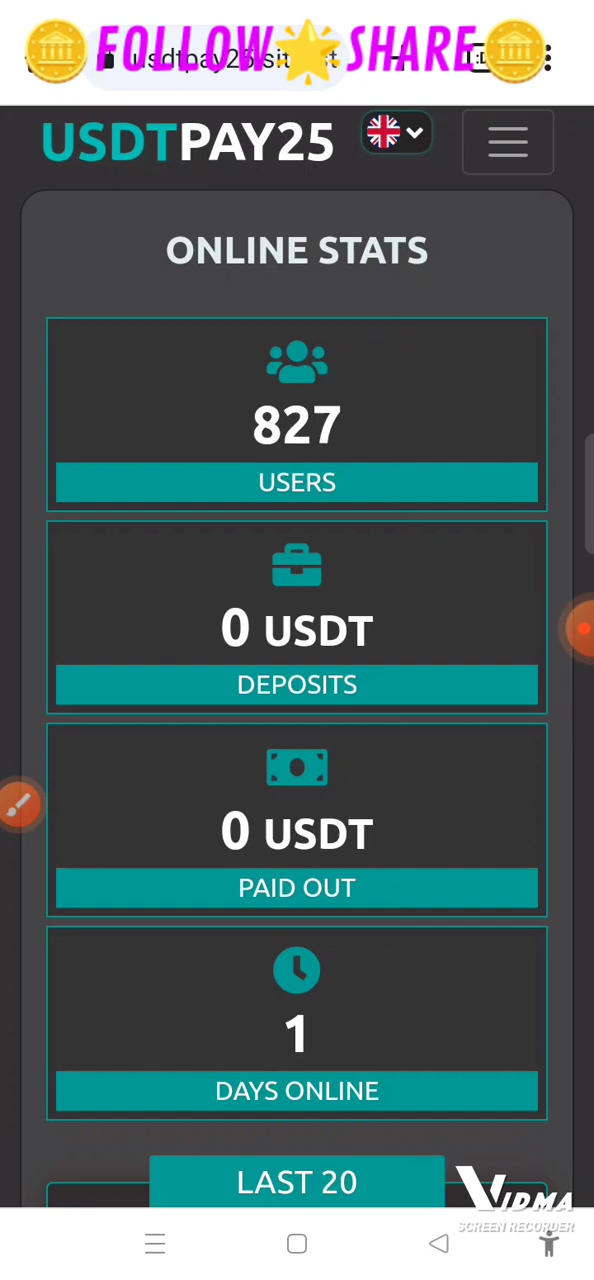 FOLLOW SHARE
USDTPAY25
ONLINE STATS
827
USERS
0 USDT
DEPOSITS
0 USDT
PAID OUT
1
DAYS ONLINE
LAST 20
VIDMA
SCREEN RECORDER